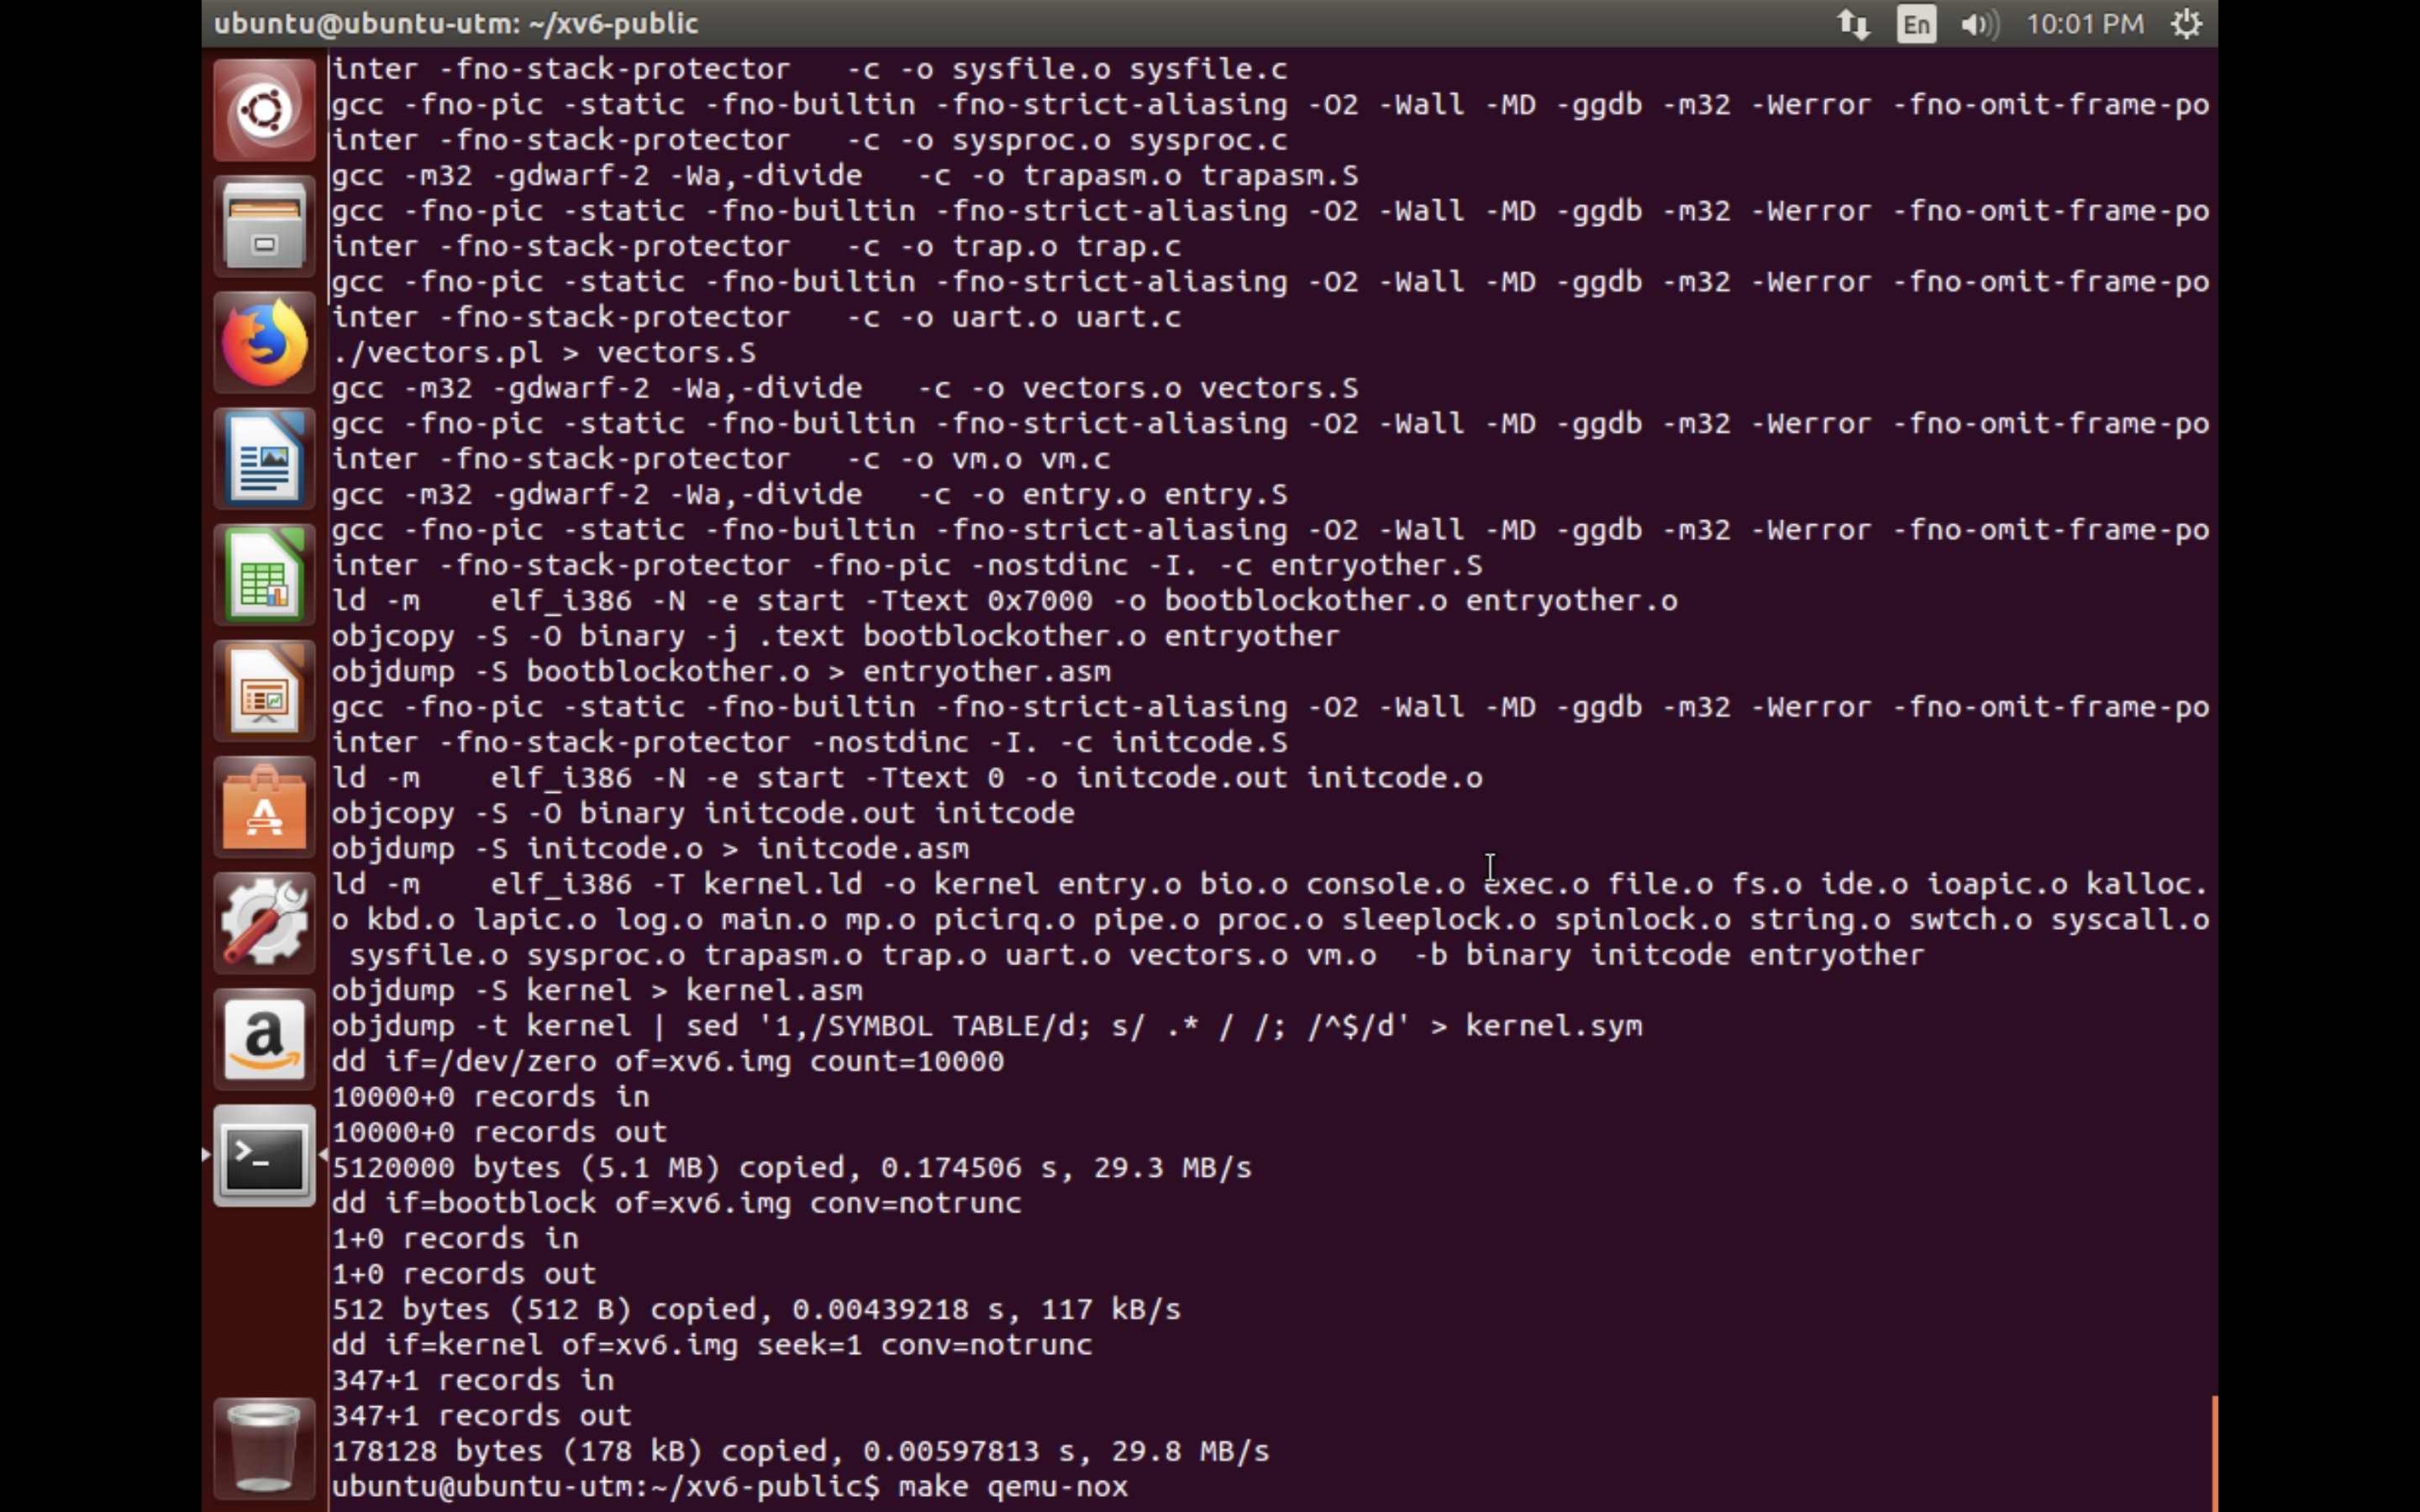 ubuntu@ubuntu-utm: ~/xv6-public
En
10:01 PM
inter -fno-stack-protector   -c -o sysfile.o sysfile.c
gcc -fno-pic -static -fno-builtin -fno-strict-aliasing -O2 -Wall -MD -ggdb -m32 -Werror -fno-omit-frame-po
inter -fno-stack-protector   -c -o sysproc.o sysproc.c
gcc -m32 -gdwarf-2 -Wa,-divide   -c -o trapasm.o trapasm.S
gcc -fno-pic -static -fno-builtin -fno-strict-aliasing -O2 -Wall -MD -ggdb -m32 -Werror -fno-omit-frame-po
inter -fno-stack-protector   -c -o trap.o trap.c
gcc -fno-pic -static -fno-builtin -fno-strict-aliasing -O2 -Wall -MD -ggdb -m32 -Werror -fno-omit-frame-po
inter -fno-stack-protector   -c -o uart.o uart.c
./vectors.pl > vectors.S
gcc -m32 -gdwarf-2 -Wa,-divide   -c -o vectors.o vectors.S
gcc -fno-pic -static -fno-builtin -fno-strict-aliasing -O2 -Wall -MD -ggdb -m32 -Werror -fno-omit-frame-po
inter -fno-stack-protector   -c -o vm.o vm.c
gcc -m32 -gdwarf-2 -Wa,-divide   -c -o entry.o entry.S
gcc -fno-pic -static -fno-builtin -fno-strict-aliasing -O2 -Wall -MD -ggdb -m32 -Werror -fno-omit-frame-po
inter -fno-stack-protector -fno-pic -nostdinc -I. -c entryother.S
ld -m    elf_i386 -N -e start -Ttext 0x7000 -o bootblockother.o entryother.o
objcopy -S -O binary -j .text bootblockother.o entryother
objdump -S bootblockother.o > entryother.asm
gcc -fno-pic -static -fno-builtin -fno-strict-aliasing -O2 -Wall -MD -ggdb -m32 -Werror -fno-omit-frame-po
inter -fno-stack-protector -nostdinc -I. -c initcode.S
ld -m    elf_i386 -N -e start -Ttext 0 -o initcode.out initcode.o
objcopy -S -O binary initcode.out initcode
objdump -S initcode.o > initcode.asm
ld -m    elf_i386 -T kernel.ld -o kernel entry.o bio.o console.o exec.o file.o fs.o ide.o ioapic.o kalloc.
o kbd.o lapic.o log.o main.o mp.o picirq.o pipe.o proc.o sleeplock.o spinlock.o string.o swtch.o syscall.o
 sysfile.o sysproc.o trapasm.o trap.o uart.o vectors.o vm.o  -b binary initcode entryother
objdump -S kernel > kernel.asm
objdump -t kernel | sed '1,/SYMBOL TABLE/d; s/ .* / /; /^$/d' > kernel.sym
dd if=/dev/zero of=xv6.img count=10000
10000+0 records in
10000+0 records out
5120000 bytes (5.1 MB) copied, 0.174506 s, 29.3 MB/s
dd if=bootblock of=xv6.img conv=notrunc
1+0 records in
1+0 records out
512 bytes (512 B) copied, 0.00439218 s, 117 kB/s
dd if=kernel of=xv6.img seek=1 conv=notrunc
347+1 records in
347+1 records out
178128 bytes (178 kB) copied, 0.00597813 s, 29.8 MB/s
ubuntu@ubuntu-utm:~/xv6-public$ make qemu-nox